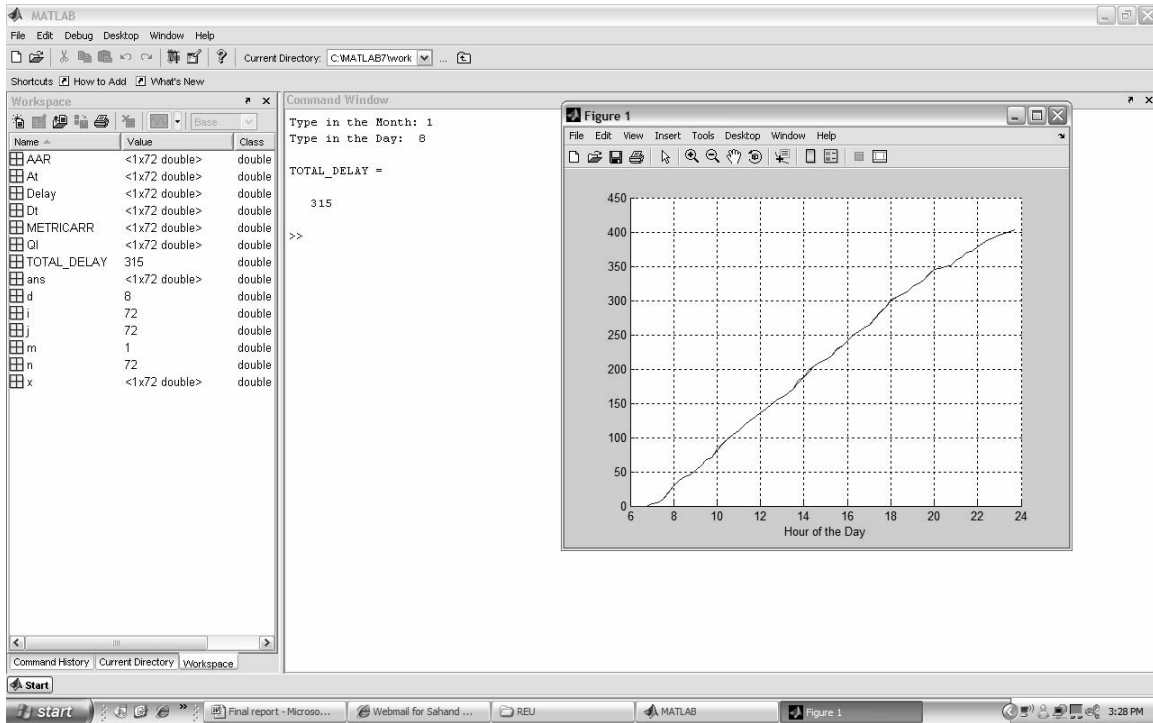 MATLAB
File Edit Debug Desktop Window Help
Current Directory: C:\MATLAB7\work ...
Shortcuts How to Add What's New
Workspace
Base
Name Value Class
AAR <1x72 double> double
At <1x72 double> double
Delay <1x72 double> double
Dt <1x72 double> double
METRICARR <1x72 double> double
Ql <1x72 double> double
TOTAL_DELAY 315 double
ans <1x72 double> double
d 8 double
i 72 double
j 72 double
m 1 double
n 72 double
x <1x72 double> double
Command History Current Directory Workspace
Command Window
Type in the Month: 1
Type in the Day: 8
TOTAL_DELAY =
315
>>
Figure 1
File Edit View Insert Tools Desktop Window Help
450
400
350
300
250
200
150
100
50
0
6 8 10 12 14 16 18 20 22 24
Hour of the Day
Start
start » Final report - Microso... Webmail for Sahand ... REU MATLAB Figure 1 3:28 PM